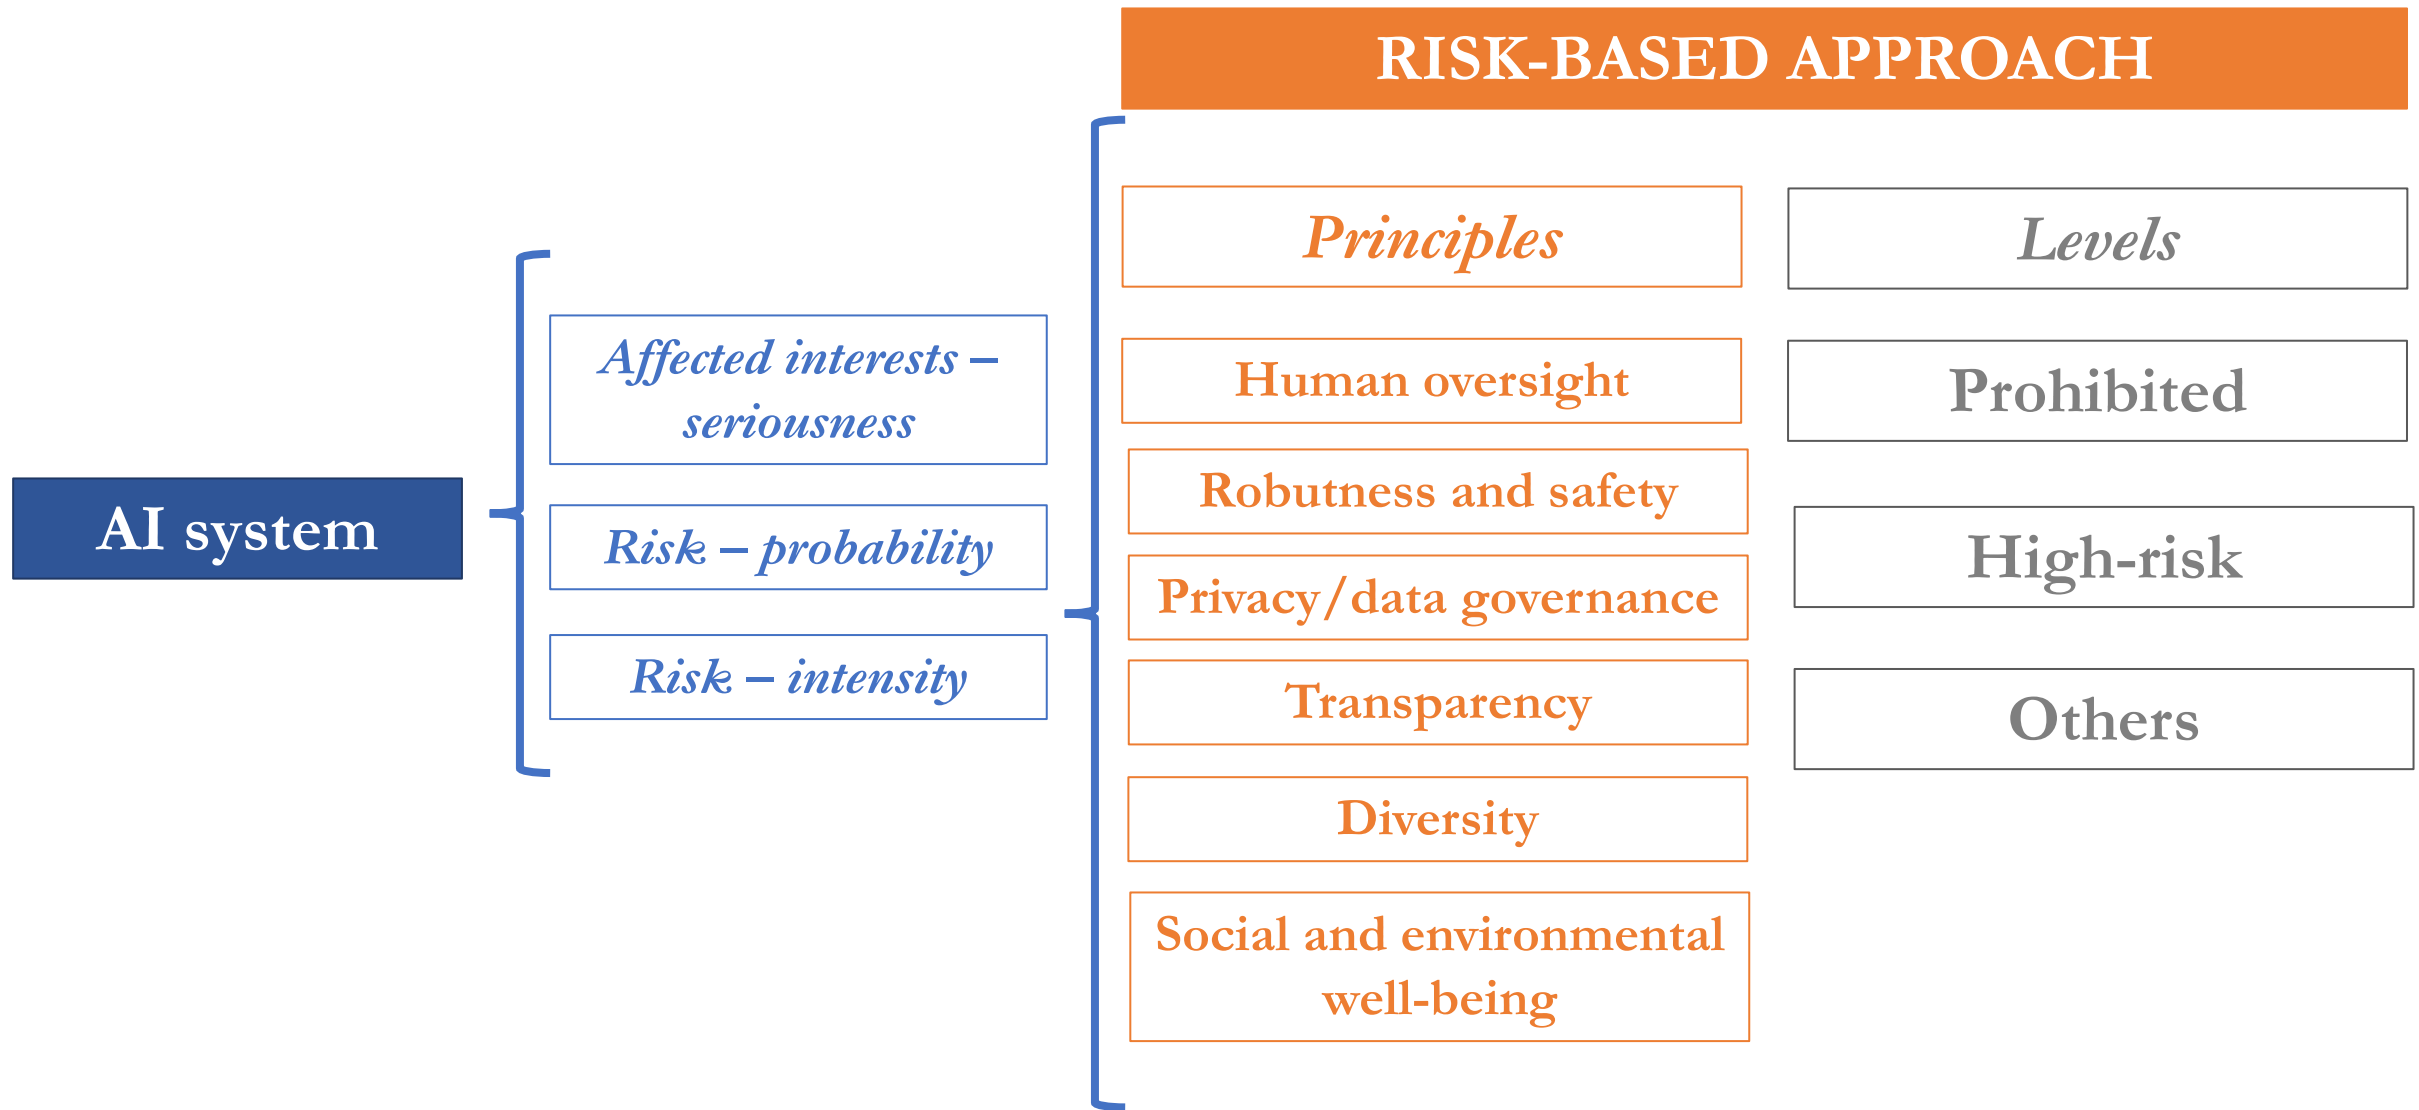 RISK-BASED APPROACH
AI system
Affected interests –
seriousness
Risk – probability
Risk – intensity
Principles
Human oversight
Robutness and safety
Privacy/data governance
Transparency
Diversity
Social and environmental
well-being
Levels
Prohibited
High-risk
Others